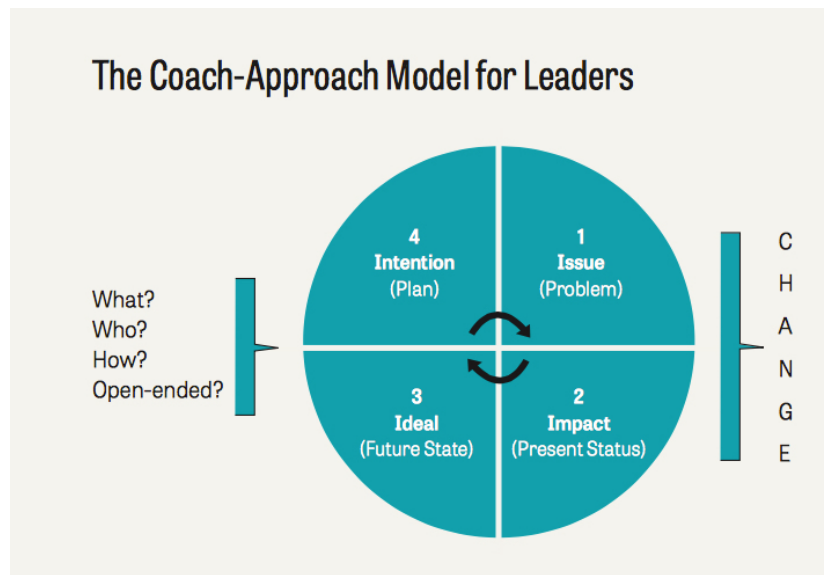 The Coach-Approach Model for Leaders
4
Intention
(Plan)
1
Issue
(Problem)
What?
Who?
How?
Open-ended?
3
Ideal
(Future State)
2
Impact
(Present Status)
C
H
A
N
G
E